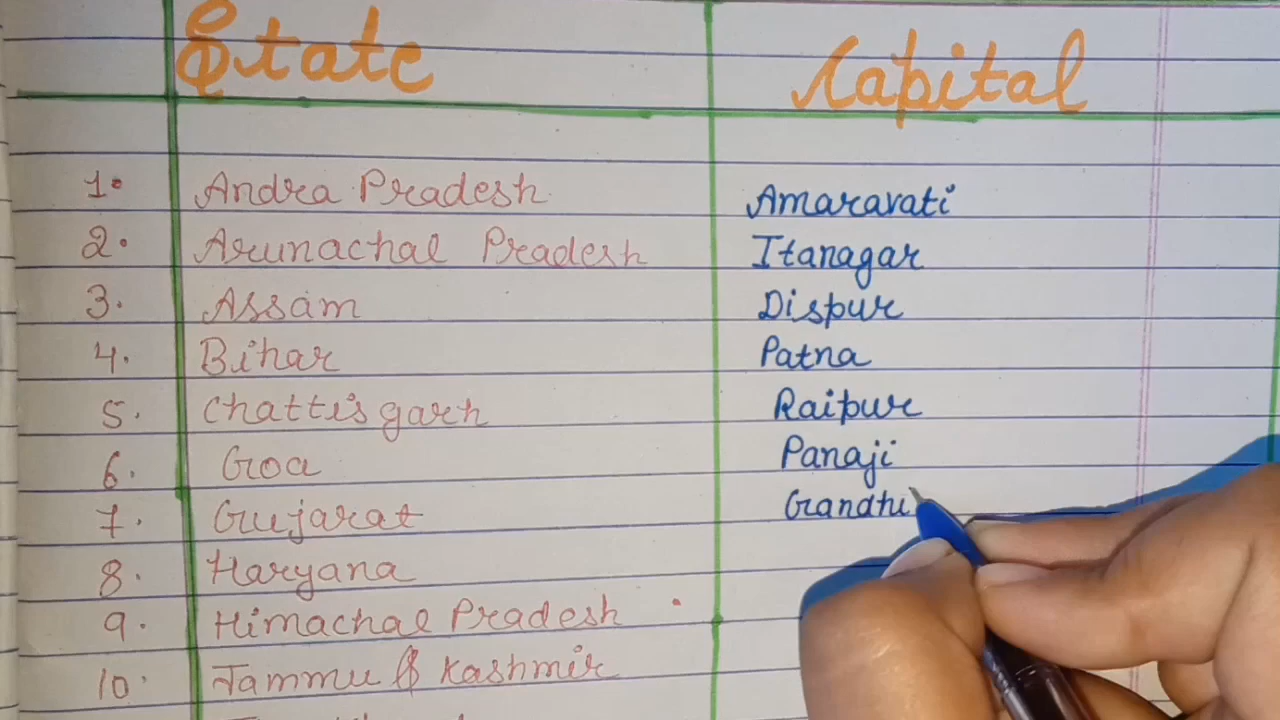 State Capital
1. Andra Pradesh Amaravati
2. Arunachal Pradesh Itanagar
3. Assam Dispur
4. Bihar Patna
5. Chattisgarh Raipur
6. Goa Panaji
7. Gujarat Gandhi
8. Haryana
9. Himachal Pradesh
10. Jammu & Kashmir